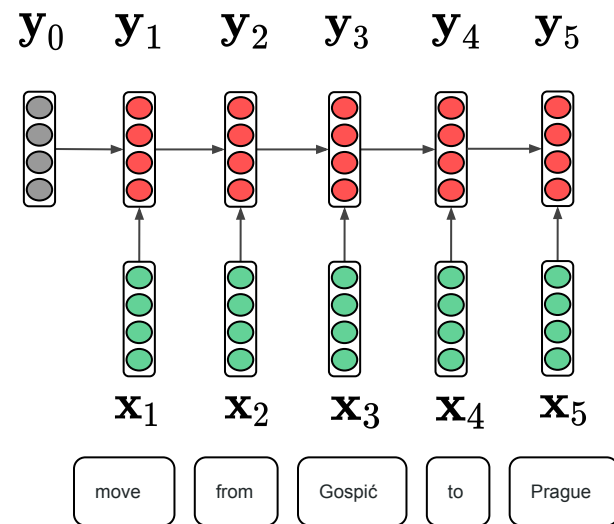 y₀ y₁ y₂ y₃ y₄ y₅
x₁ x₂ x₃ x₄ x₅
move from Gospić to Prague